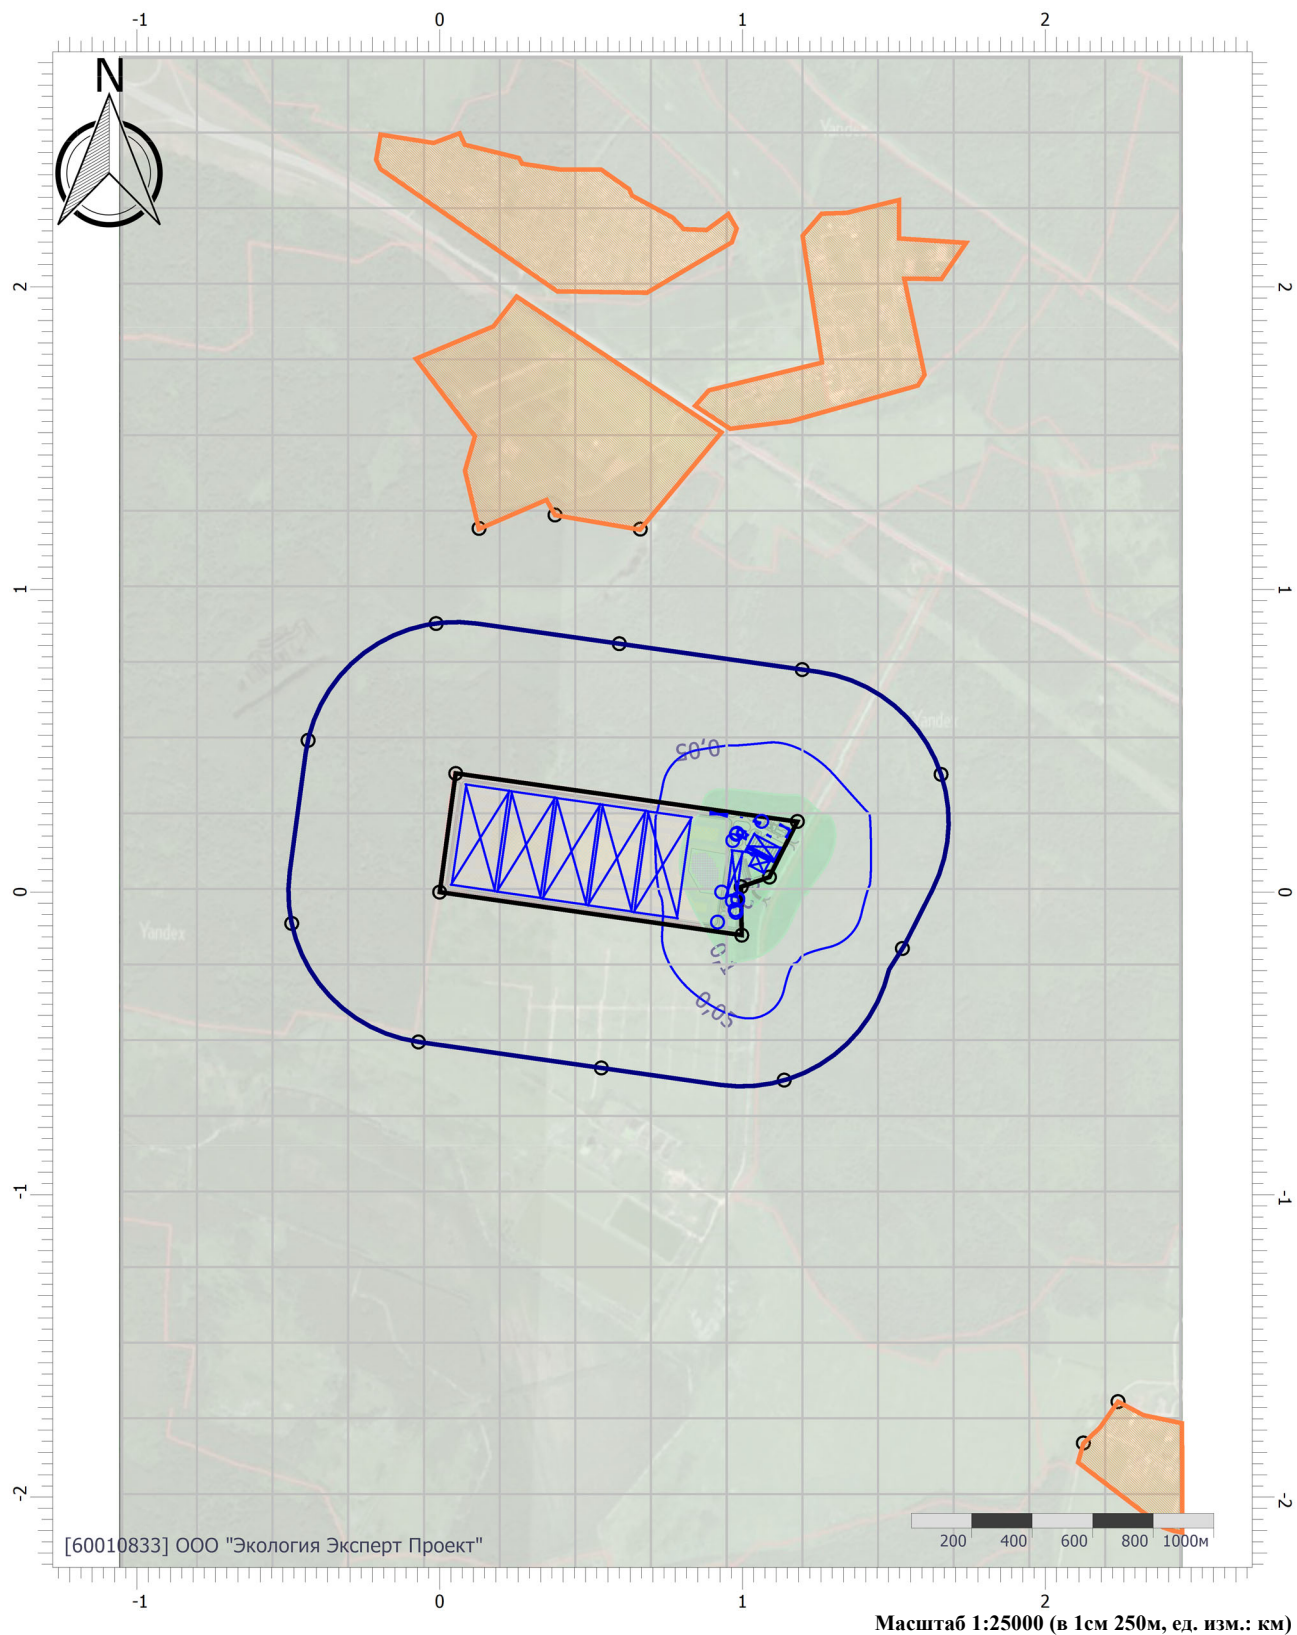 -1 0 1 2
N
Yandex
2 2
1 1
Yandex
0,05
0 0
Yandex
0,1
0,05
-1 -1
-2 -2
[60010833] ООО "Экология Эксперт Проект"
200 400 600 800 1000м
-1 0 1 2
Масштаб 1:25000 (в 1см 250м, ед. изм.: км)